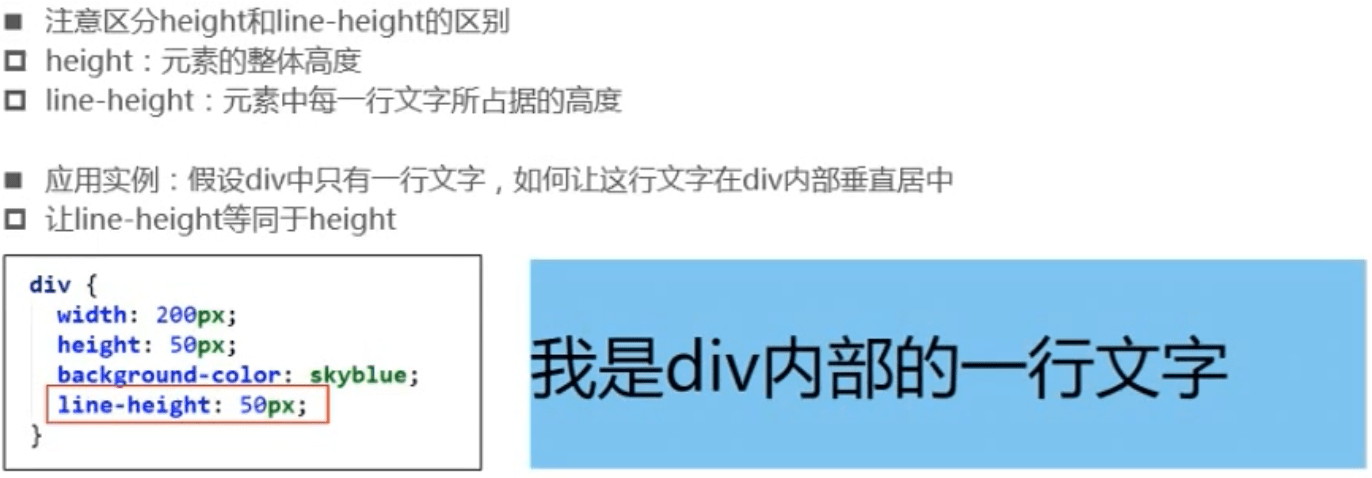 注意区分height和line-height的区别
height：元素的整体高度
line-height：元素中每一行文字所占据的高度
应用实例：假设div中只有一行文字，如何让这行文字在div内部垂直居中
让line-height等同于height
div {
width: 200px;
height: 50px;
background-color: skyblue;
line-height: 50px;
}
我是div内部的一行文字